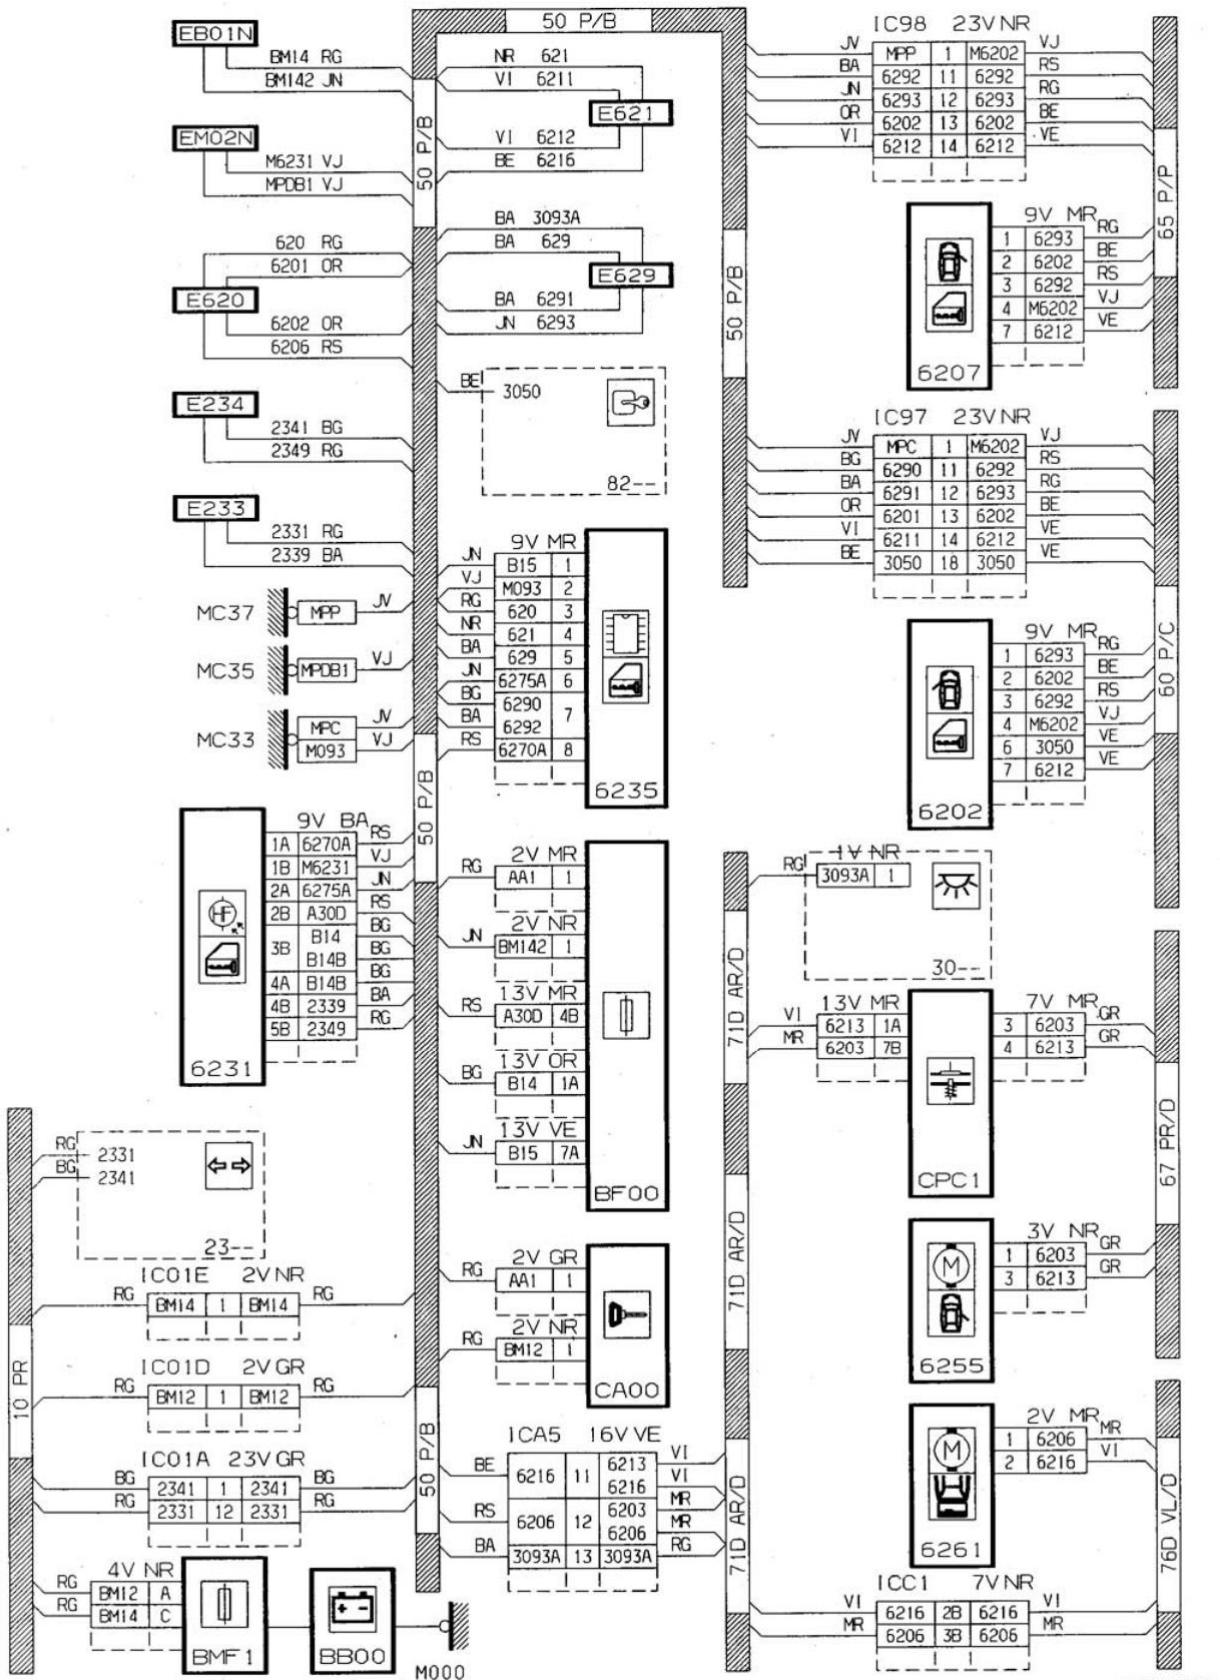 50 P/B
EB01N
BM14 RG
BM142 JN
EM02N
M6231 VJ
MPDB1 VJ
50 P/B
620 RG
6201 OR
E620
6202 OR
6206 RS
E234
2341 BG
2349 RG
E233
2331 RG
2339 BA
MC37 MPP JV
MC35 MPDB1 VJ
MC33 MPC JV
M093 VJ
50 P/B
9V BA
1A 6270A RS
1B M6231 VJ
2A 6275A JN
2B A30D RS
3B B14 BG
B14B BG
4A B14B BG
4B 2339 BA
5B 2349 RG
HF
6231
RG 2331
BG 2341
23--
10 PR
IC01E 2V NR
RG BM14 1 BM14 RG
IC01D 2V GR
RG BM12 1 BM12 RG
IC01A 23V GR
BG 2341 1 2341 BG
RG 2331 12 2331 RG
50 P/B
4V NR
RG BM12 A
RG BM14 C
BMF1
+ -
BB00
M000
NR 621
VI 6211
E621
VI 6212
BE 6216
BA 3093A
BA 629
E629
BA 6291
JN 6293
BE 3050
82--
9V MR
JN B15 1
VJ M093 2
RG 620 3
NR 621 4
BA 629 5
JN 6275A 6
BG 6290 7
BA 6292
RS 6270A 8
6235
2V MR
RG AA1 1
2V NR
JN BM142 1
13V MR
RS A30D 4B
13V OR
BG B14 1A
13V VE
JN B15 7A
BF00
2V GR
RG AA1 1
2V NR
RG BM12 1
CA00
ICA5 16V VE
BE 6216 11 6213 VI
6216 VI
RS 6206 12 6203 MR
6206 MR
BA 3093A 13 3093A RG
50 P/B
IC98 23V NR
JV MPP 1 M6202 VJ
BA 6292 11 6292 RS
JN 6293 12 6293 RG
OR 6202 13 6202 BE
VI 6212 14 6212 VE
65 P/P
9V MR
1 6293 RG
2 6202 BE
3 6292 RS
4 M6202 VJ
7 6212 VE
6207
IC97 23V NR
JV MPC 1 M6202 VJ
BG 6290 11 6292 RS
BA 6291 12 6293 RG
OR 6201 13 6202 BE
VI 6211 14 6212 VE
BE 3050 18 3050 VE
60 P/C
9V MR
1 6293 RG
2 6202 BE
3 6292 RS
4 M6202 VJ
6 3050 VE
7 6212 VE
6202
1V NR
RG 3093A 1
30--
71D AR/D
13V MR
VI 6213 1A
MR 6203 7B
7V MR
3 6203 GR
4 6213 GR
CPC1
67 PR/D
71D AR/D
3V NR
1 6203 GR
3 6213 GR
M
6255
2V MR
1 6206 MR
2 6216 VI
M
6261
71D AR/D
76D VL/D
ICC1 7V NR
VI 6216 2B 6216 VI
MR 6206 3B 6206 MR